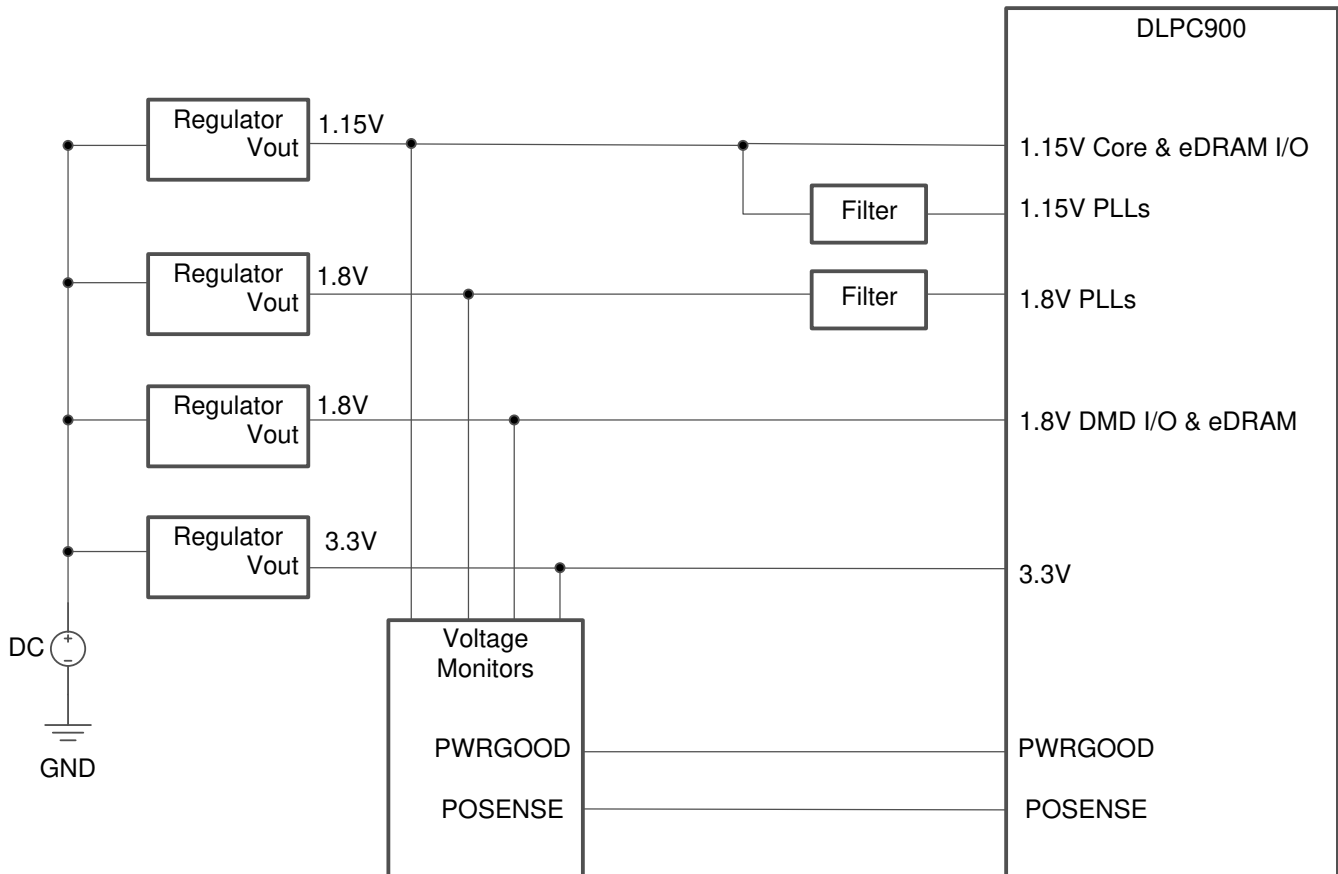 DLPC900
Regulator
Vout
1.15V
1.15V Core & eDRAM I/O
Filter
1.15V PLLs
Regulator
Vout
1.8V
Filter
1.8V PLLs
Regulator
Vout
1.8V
1.8V DMD I/O & eDRAM
Regulator
Vout
3.3V
3.3V
DC
+
−
GND
Voltage
Monitors
PWRGOOD
PWRGOOD
POSENSE
POSENSE